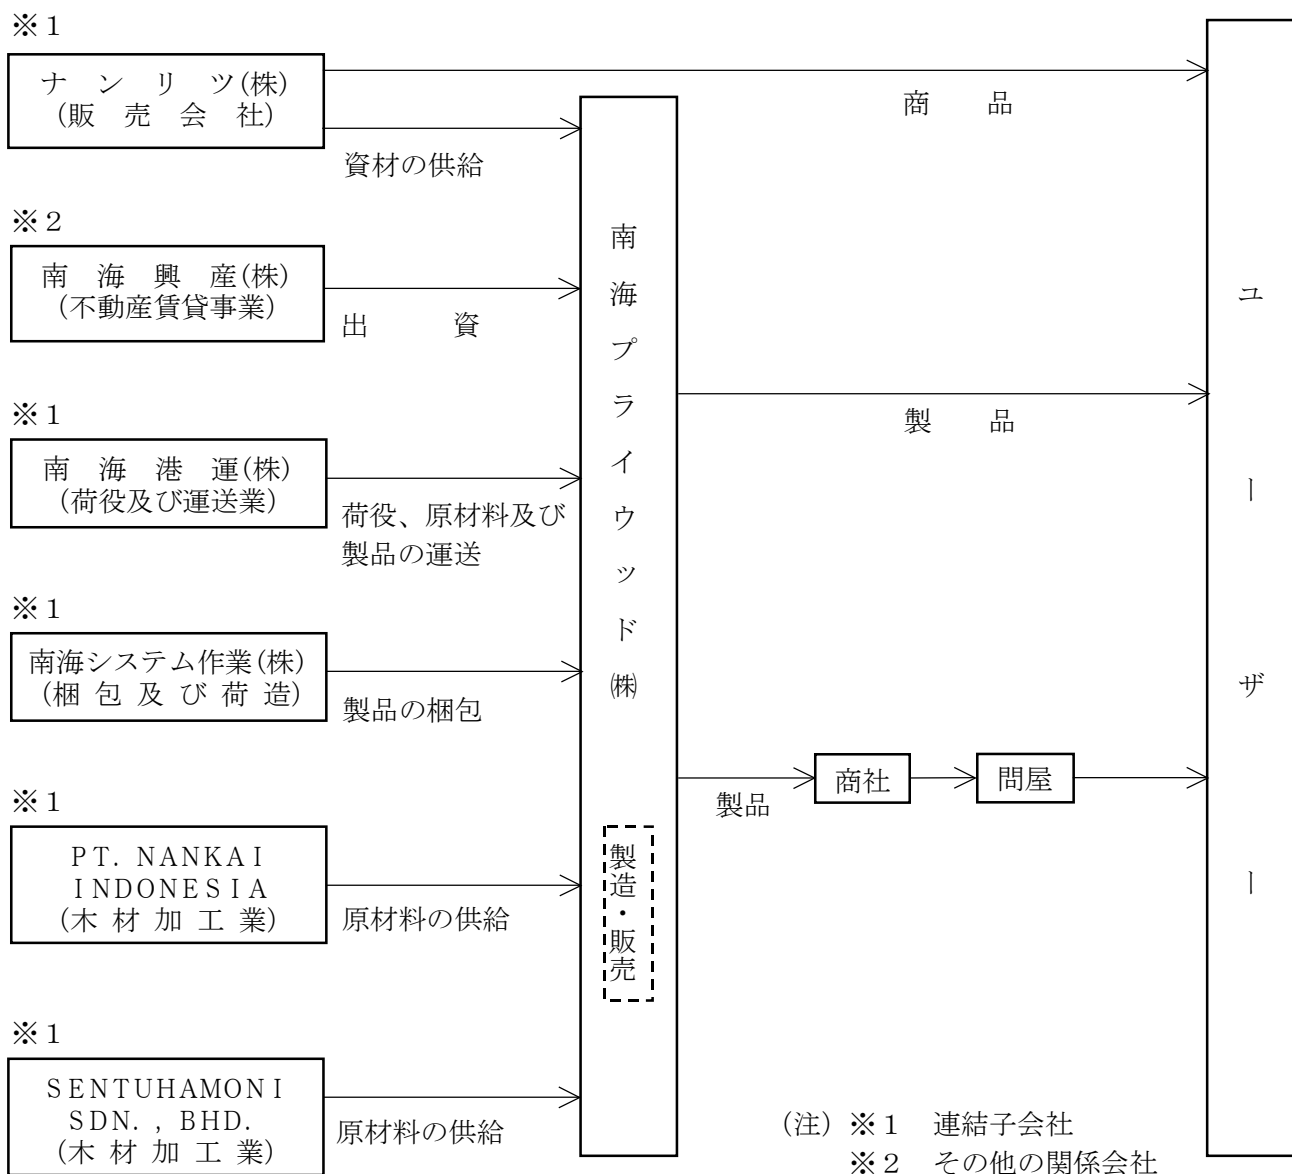 ※１
ナンリツ(株)
(販売会社)
商品
資材の供給
※２
南海興産(株)
(不動産賃貸事業)
出資
※１
南海港運(株)
(荷役及び運送業)
荷役、原材料及び
製品の運送
※１
南海システム作業(株)
(梱包及び荷造)
製品の梱包
※１
ＰＴ. ＮＡＮＫＡＩ
ＩＮＤＯＮＥＳＩＡ
(木材加工業)
原材料の供給
※１
ＳＥＮＴＵＨＡＭＯＮＩ
ＳＤＮ. , ＢＨＤ.
(木材加工業)
原材料の供給
南海プライウッド㈱
製造・販売
製品
製品
商社
問屋
ユーザー
(注) ※１　連結子会社
※２　その他の関係会社